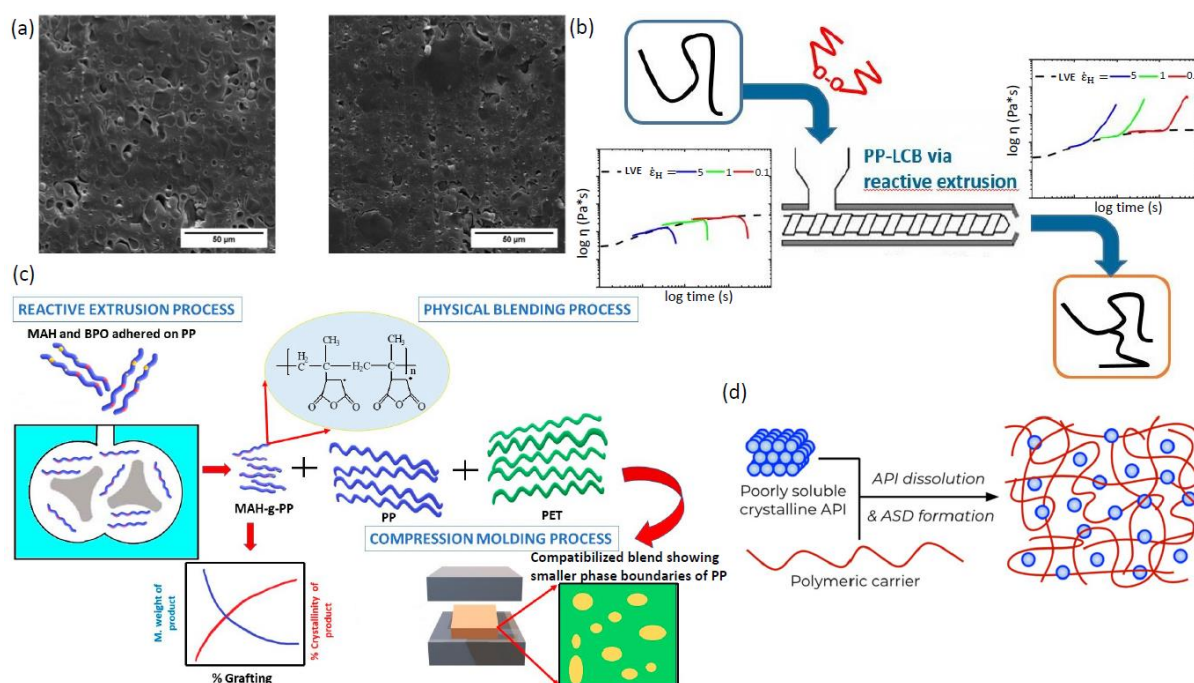 (a)
50 μm
50 μm
(b)
LVE ε̇H = 5 1 0.1
log η (Pa*s)
log time (s)
PP-LCB via
reactive extrusion
LVE ε̇H = 5 1 0.
log η (Pa*s)
log time (s)
O-O
(c)
REACTIVE EXTRUSION PROCESS
MAH and BPO adhered on PP
PHYSICAL BLENDING PROCESS
CH3 CH3
H2
C H2C
n
O O O O O O
MAH-g-PP
PP
PET
COMPRESSION MOLDING PROCESS
Compatibilized blend showing
smaller phase boundaries of PP
M. weight of
product
% Crystallinity of
product
% Grafting
(d)
Poorly soluble
crystalline API
Polymeric carrier
API dissolution
& ASD formation